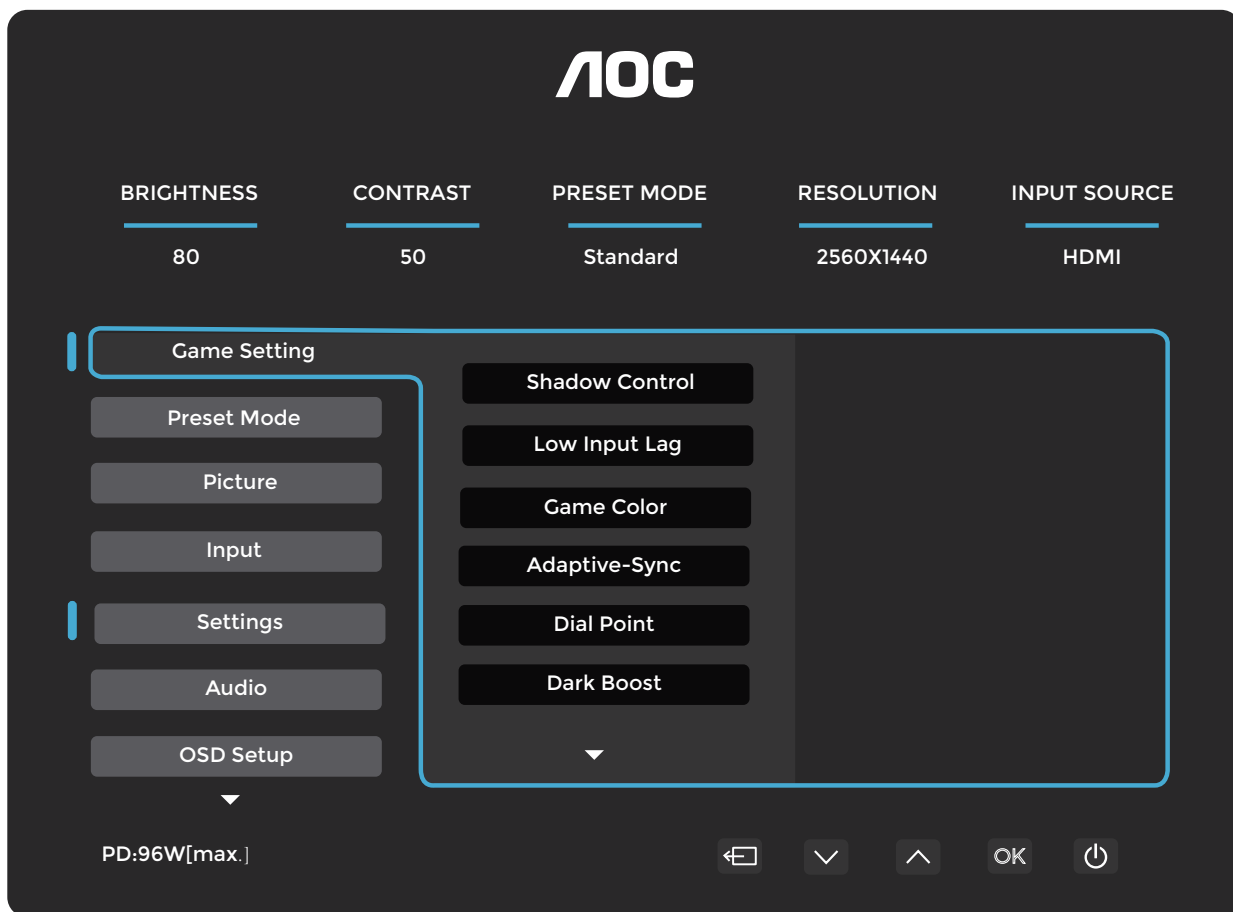 AOC
BRIGHTNESS CONTRAST PRESET MODE RESOLUTION INPUT SOURCE
80 50 Standard 2560X1440 HDMI
Game Setting
Preset Mode
Picture
Input
Settings
Audio
OSD Setup
Shadow Control
Low Input Lag
Game Color
Adaptive-Sync
Dial Point
Dark Boost
PD:96W[max.]
OK